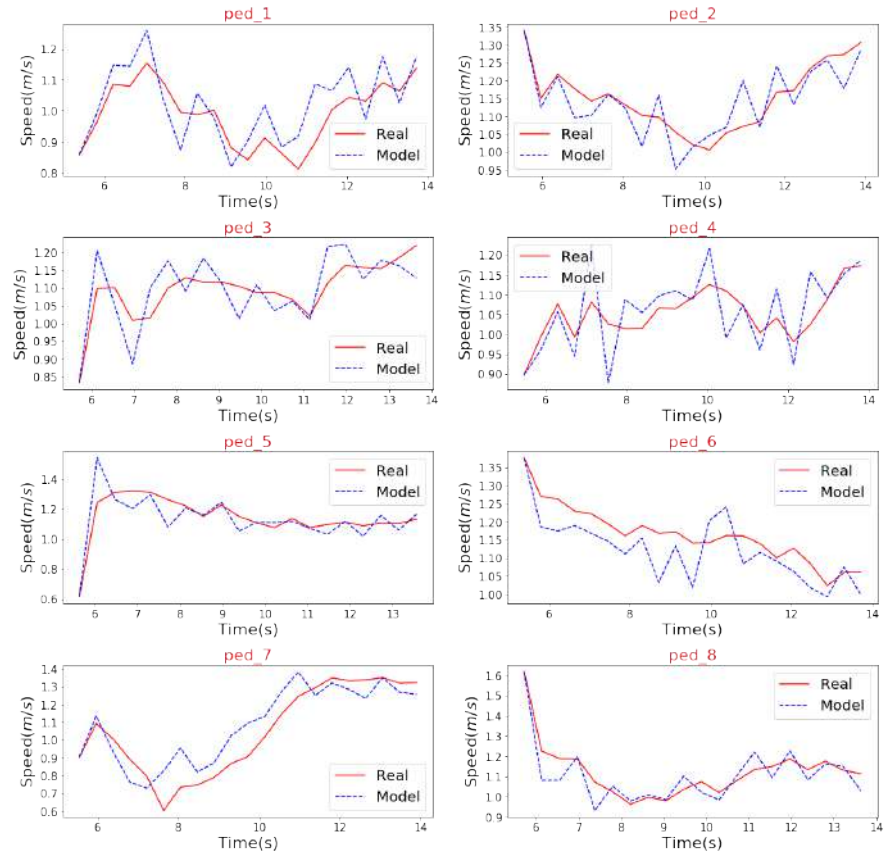 ped_1
1.2
1.1
1.0
0.9
0.8
Speed(m/s)
Real
Model
6
8
10
12
14
Time(s)
ped_2
1.35
1.30
1.25
1.20
1.15
1.10
1.05
1.00
0.95
Speed(m/s)
Real
Model
6
8
10
12
14
Time(s)
ped_3
1.20
1.15
1.10
1.05
1.00
0.95
0.90
0.85
Speed(m/s)
Real
Model
6
7
8
9
10
11
12
13
14
Time(s)
ped_4
1.20
1.15
1.10
1.05
1.00
0.95
0.90
Speed(m/s)
Real
Model
6
8
10
12
14
Time(s)
ped_5
1.4
1.2
1.0
0.8
0.6
Speed(m/s)
Real
Model
6
7
8
9
10
11
12
13
Time(s)
ped_6
1.35
1.30
1.25
1.20
1.15
1.10
1.05
1.00
Speed(m/s)
Real
Model
6
8
10
12
14
Time(s)
ped_7
1.4
1.3
1.2
1.1
1.0
0.9
0.8
0.7
0.6
Speed(m/s)
Real
Model
6
8
10
12
14
Time(s)
ped_8
1.6
1.5
1.4
1.3
1.2
1.1
1.0
0.9
Speed(m/s)
Real
Model
6
7
8
9
10
11
12
13
14
Time(s)